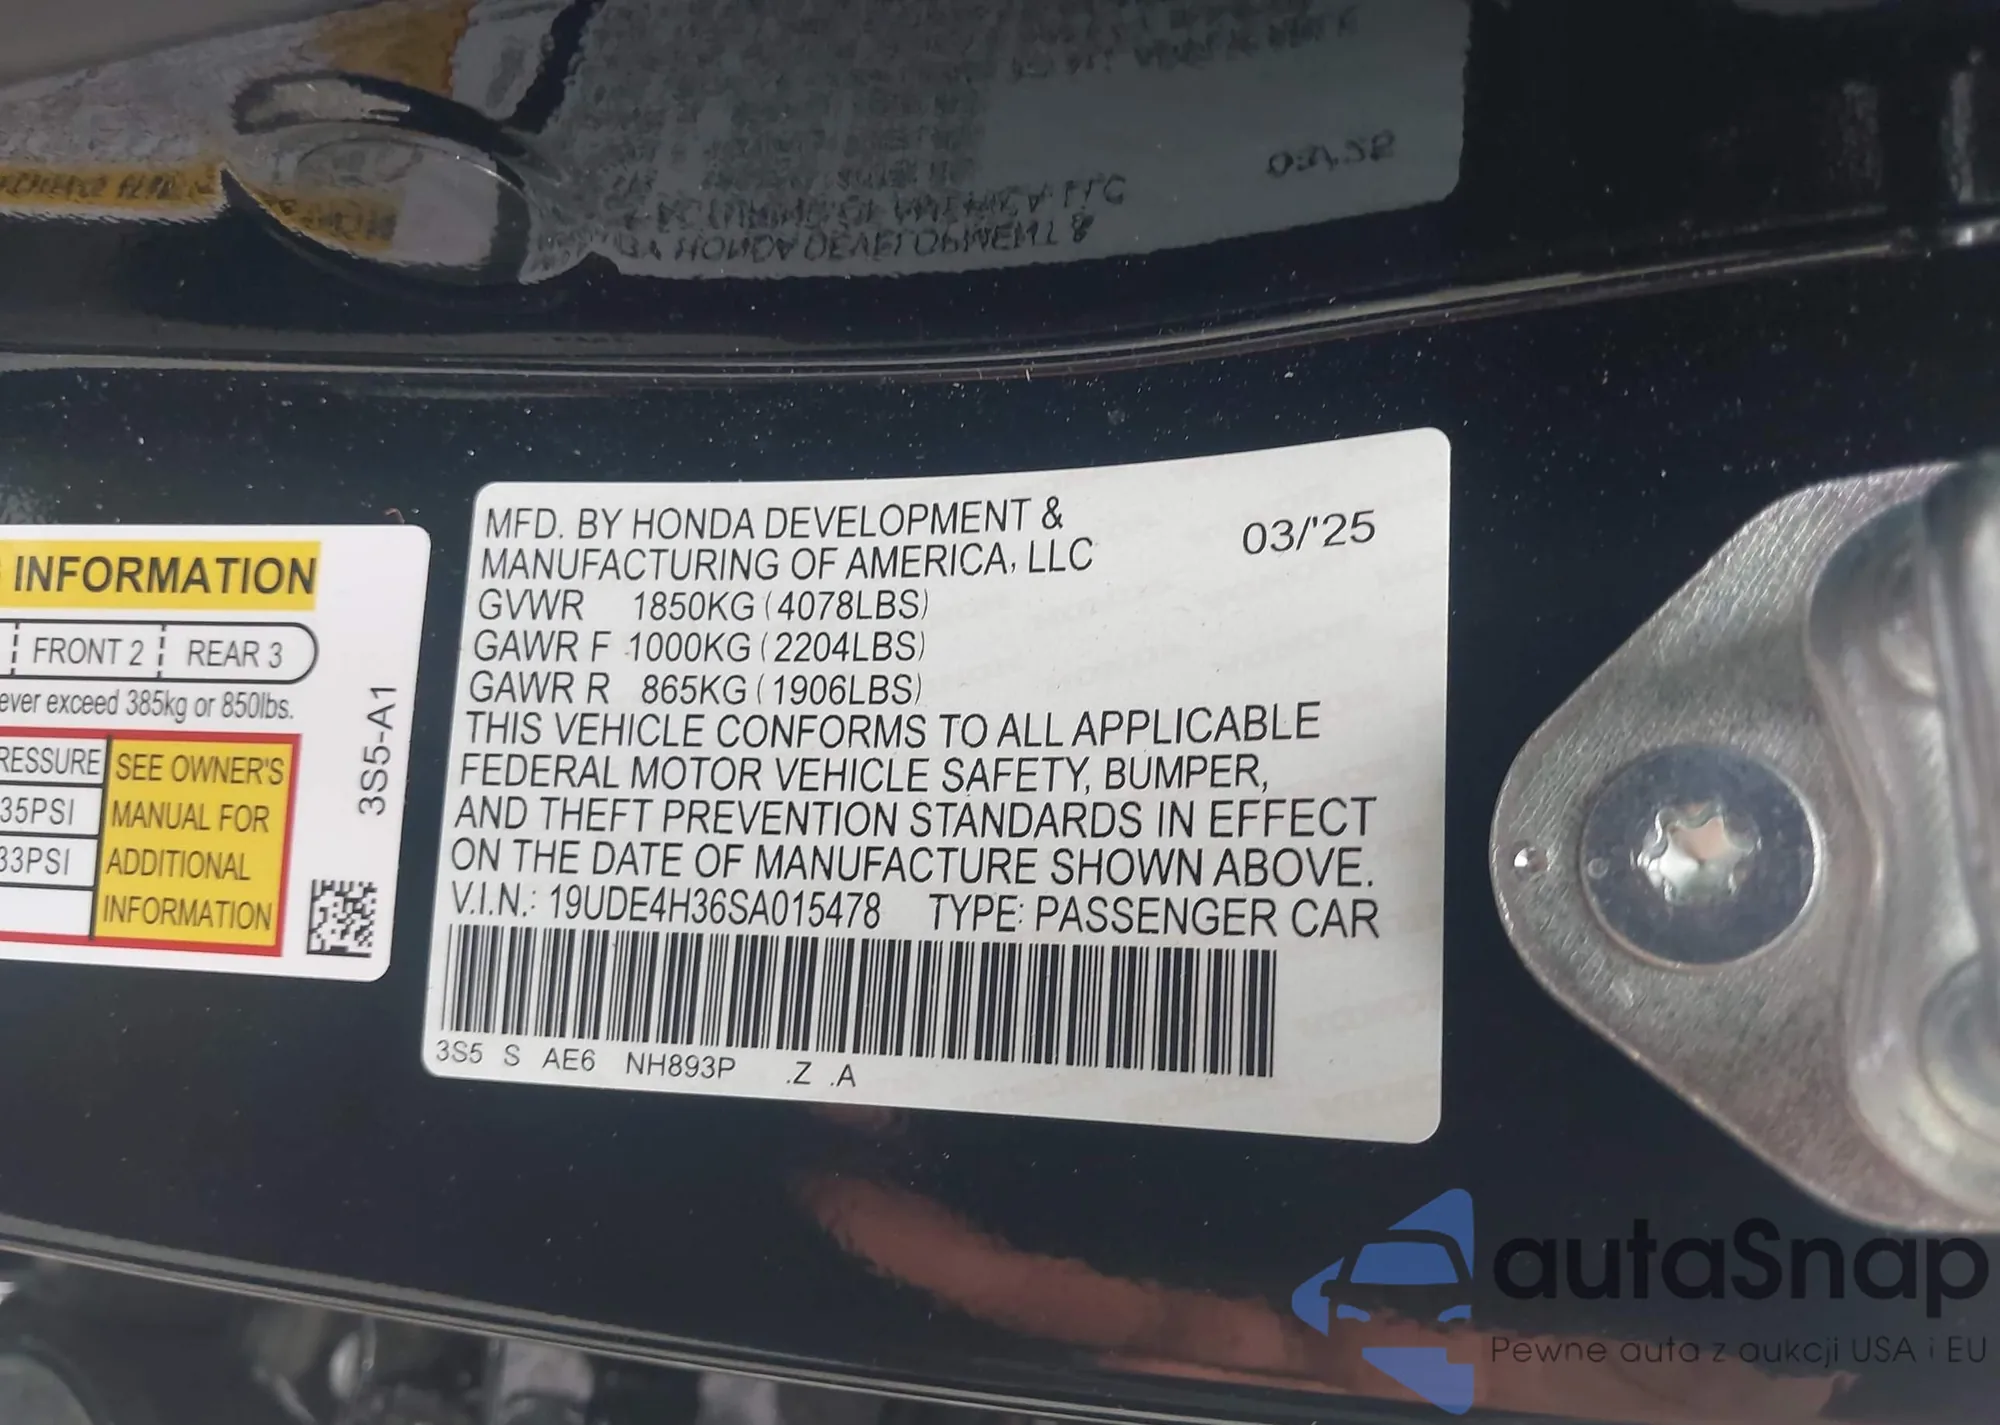 INFORMATION
FRONT 2 REAR 3
ever exceed 385kg or 850lbs.
RESSURE
35PSI
33PSI
SEE OWNER'S
MANUAL FOR
ADDITIONAL
INFORMATION
3S5-A1
MFD. BY HONDA DEVELOPMENT & 03/'25
MANUFACTURING OF AMERICA, LLC
GVWR 1850KG (4078LBS)
GAWR F 1000KG (2204LBS)
GAWR R 865KG (1906LBS)
THIS VEHICLE CONFORMS TO ALL APPLICABLE
FEDERAL MOTOR VEHICLE SAFETY, BUMPER,
AND THEFT PREVENTION STANDARDS IN EFFECT
ON THE DATE OF MANUFACTURE SHOWN ABOVE.
V.I.N.: 19UDE4H36SA015478 TYPE: PASSENGER CAR
3S5 S AE6 NH893P .Z .A
autaSnap
Pewne auta z aukcji USA i EU